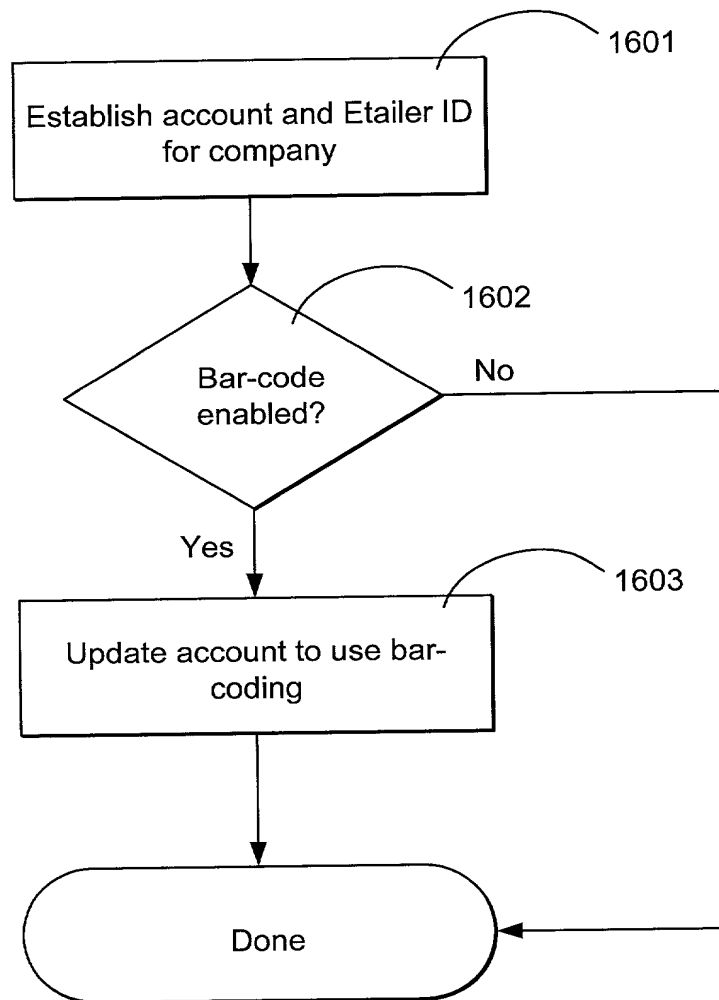 1601
Establish account and Etailer ID
for company
1602
Bar-code
enabled?
No
Yes
1603
Update account to use bar-
coding
Done